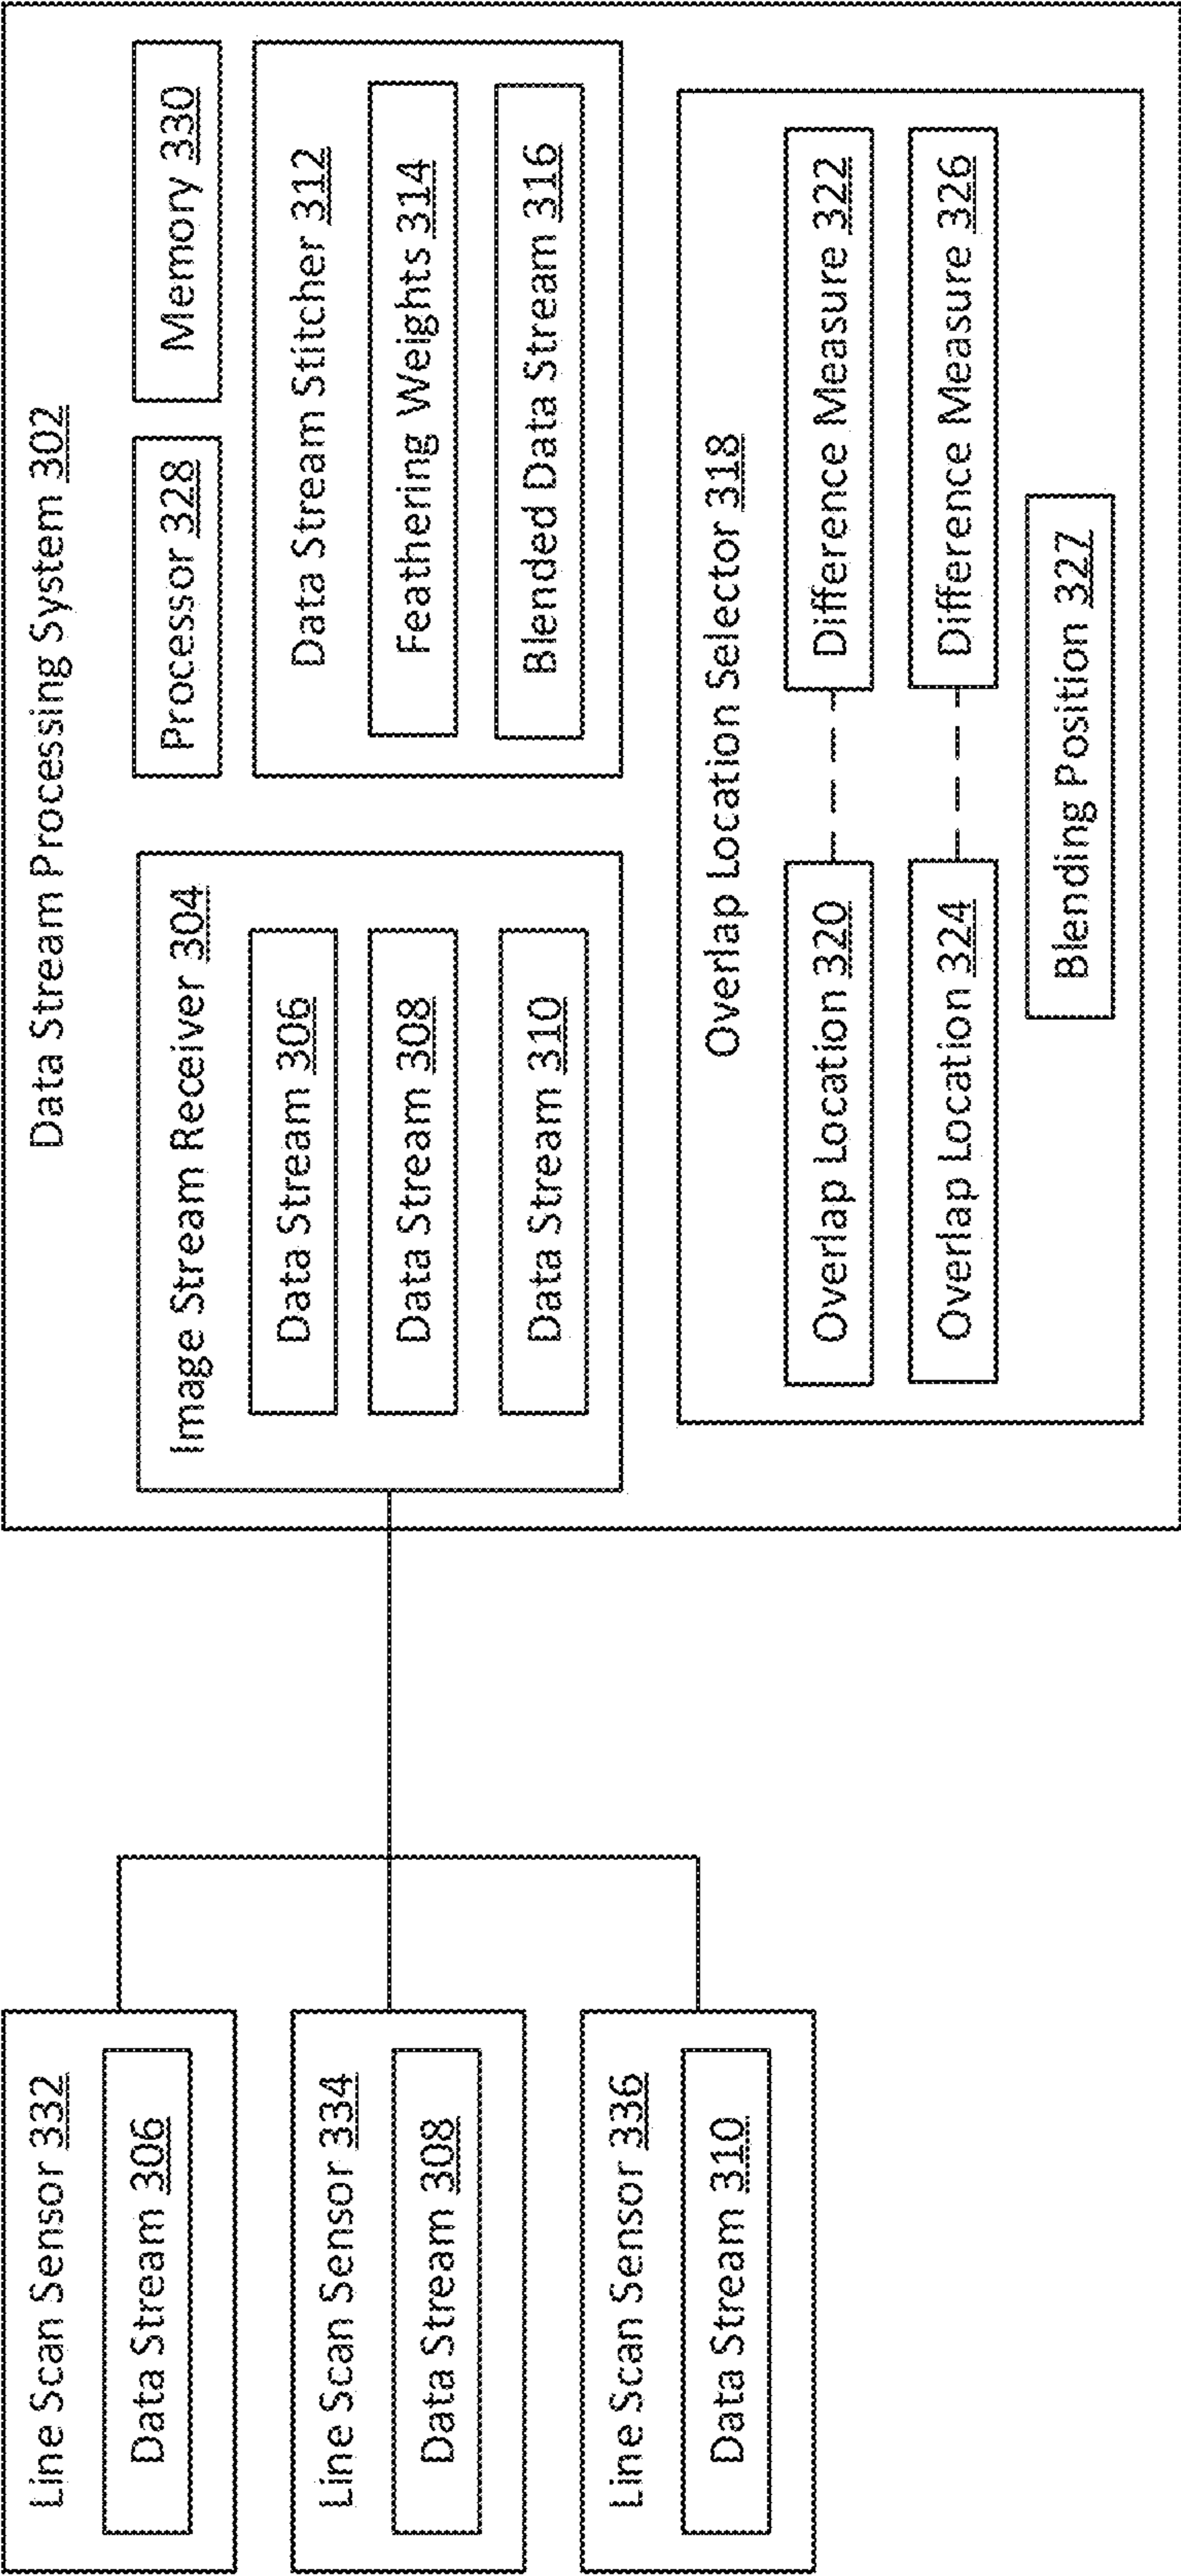 Line Scan Sensor 332
Data Stream 306
Line Scan Sensor 334
Data Stream 308
Line Scan Sensor 336
Data Stream 310
Data Stream Processing System 302
Image Stream Receiver 304
Data Stream 306
Data Stream 308
Data Stream 310
Processor 328
Memory 330
Data Stream Stitcher 312
Feathering Weights 314
Blended Data Stream 316
Overlap Location Selector 318
Overlap Location 320
Difference Measure 322
Overlap Location 324
Difference Measure 326
Blending Position 327